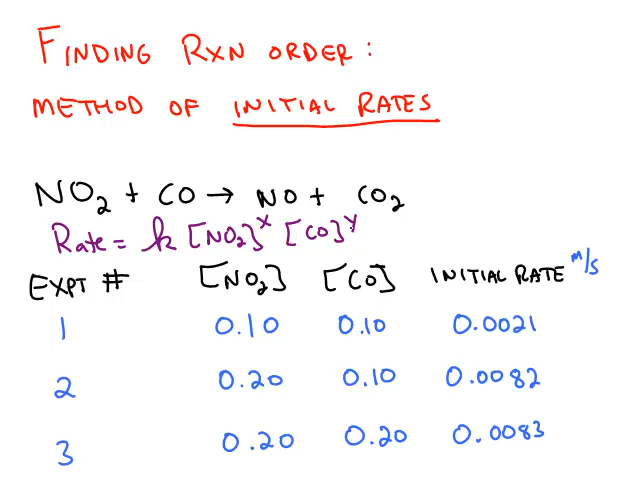 FINDING RXN ORDER:
METHOD OF INITIAL RATES
NO₂ + CO → NO + CO₂
Rate = k [NO₂]ˣ [CO]ʸ
EXPT # [NO₂] [CO] INITIAL RATE M/S
1 0.10 0.10 0.0021
2 0.20 0.10 0.0082
3 0.20 0.20 0.0083